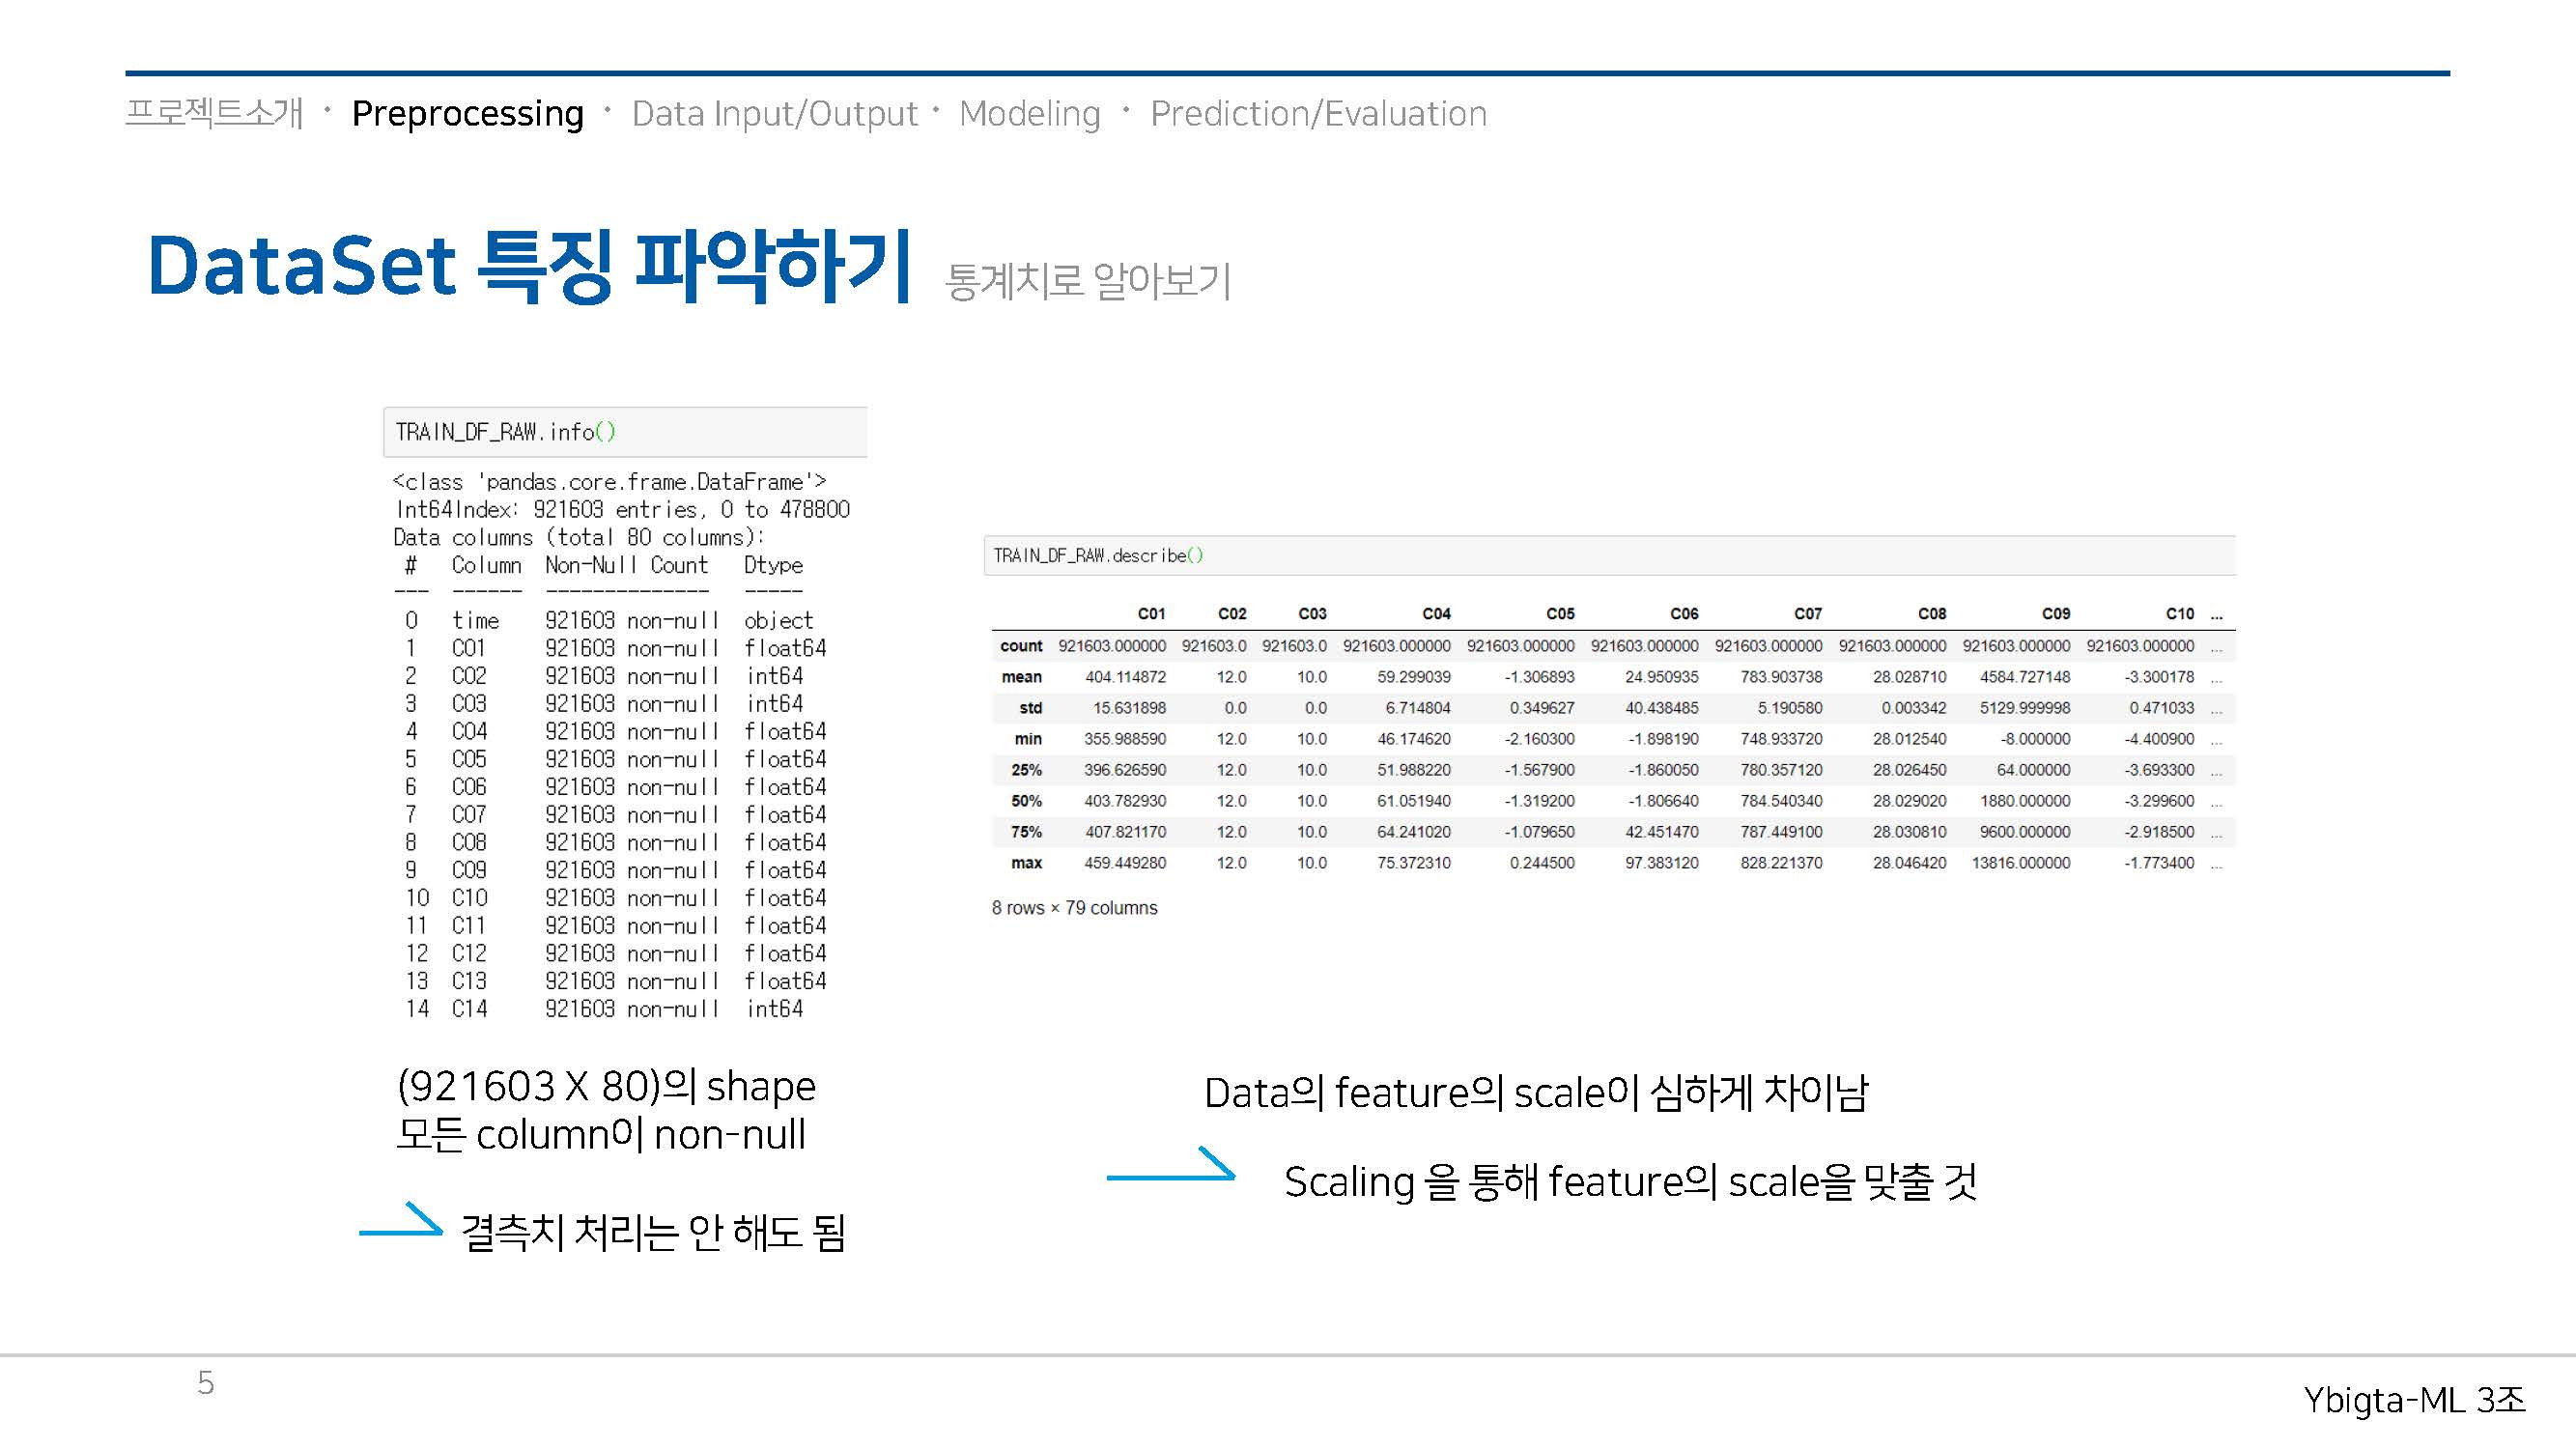 프로젝트소개 · Preprocessing · Data Input/Output · Modeling · Prediction/Evaluation
DataSet 특징 파악하기 통계치로 알아보기
TRAIN_DF_RAW.info()
<class 'pandas.core.frame.DataFrame'>
Int64Index: 921603 entries, 0 to 478800
Data columns (total 80 columns):
# Column Non-Null Count Dtype
--- ------ -------------- -----
0 time 921603 non-null object
1 C01 921603 non-null float64
2 C02 921603 non-null int64
3 C03 921603 non-null int64
4 C04 921603 non-null float64
5 C05 921603 non-null float64
6 C06 921603 non-null float64
7 C07 921603 non-null float64
8 C08 921603 non-null float64
9 C09 921603 non-null float64
10 C10 921603 non-null float64
11 C11 921603 non-null float64
12 C12 921603 non-null float64
13 C13 921603 non-null float64
14 C14 921603 non-null int64
(921603 X 80)의 shape
모든 column이 non-null
결측치 처리는 안 해도 됨
TRAIN_DF_RAW.describe()
C01 C02 C03 C04 C05 C06 C07 C08 C09 C10 ...
count 921603.000000 921603.0 921603.0 921603.000000 921603.000000 921603.000000 921603.000000 921603.000000 921603.000000 921603.000000 ...
mean 404.114872 12.0 10.0 59.299039 -1.306893 24.950935 783.903738 28.028710 4584.727148 -3.300178 ...
std 15.631898 0.0 0.0 6.714804 0.349627 40.438485 5.190580 0.003342 5129.999998 0.471033 ...
min 355.988590 12.0 10.0 46.174620 -2.160300 -1.898190 748.933720 28.012540 -8.000000 -4.400900 ...
25% 396.626590 12.0 10.0 51.988220 -1.567900 -1.860050 780.357120 28.026450 64.000000 -3.693300 ...
50% 403.782930 12.0 10.0 61.051940 -1.319200 -1.806640 784.540340 28.029020 1880.000000 -3.299600 ...
75% 407.821170 12.0 10.0 64.241020 -1.079650 42.451470 787.449100 28.030810 9600.000000 -2.918500 ...
max 459.449280 12.0 10.0 75.372310 0.244500 97.383120 828.221370 28.046420 13816.000000 -1.773400 ...
8 rows × 79 columns
Data의 feature의 scale이 심하게 차이남
Scaling 을 통해 feature의 scale을 맞출 것
5
Ybigta-ML 3조